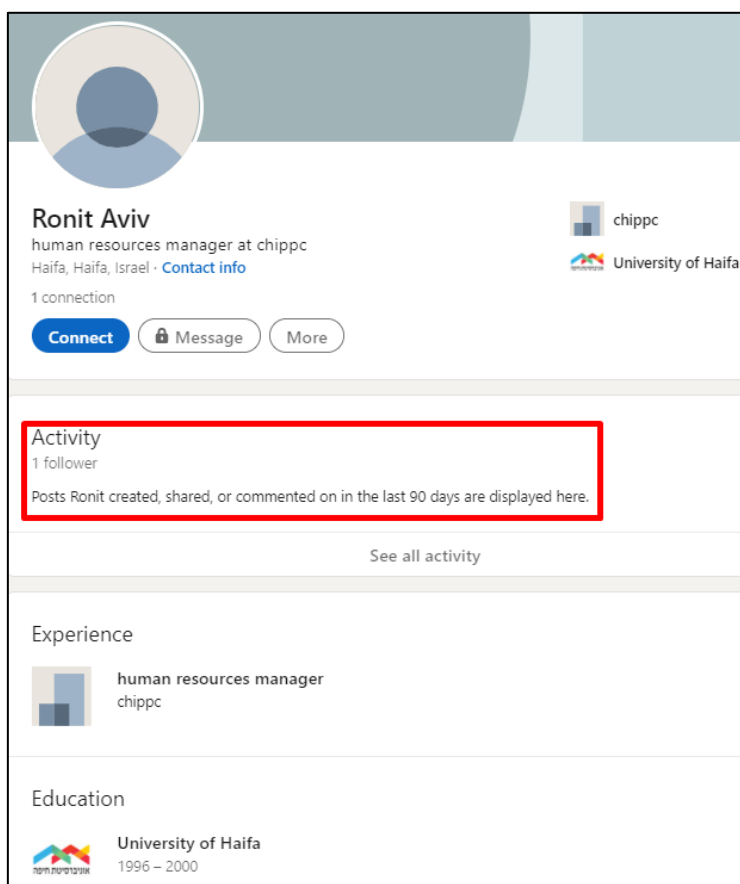 Ronit Aviv
human resources manager at chippc
Haifa, Haifa, Israel · Contact info
1 connection
Connect
Message
More
chippc
University of Haifa
Activity
1 follower
Posts Ronit created, shared, or commented on in the last 90 days are displayed here.
See all activity
Experience
human resources manager
chippc
Education
University of Haifa
1996 – 2000
אוניברסיטת חיפה